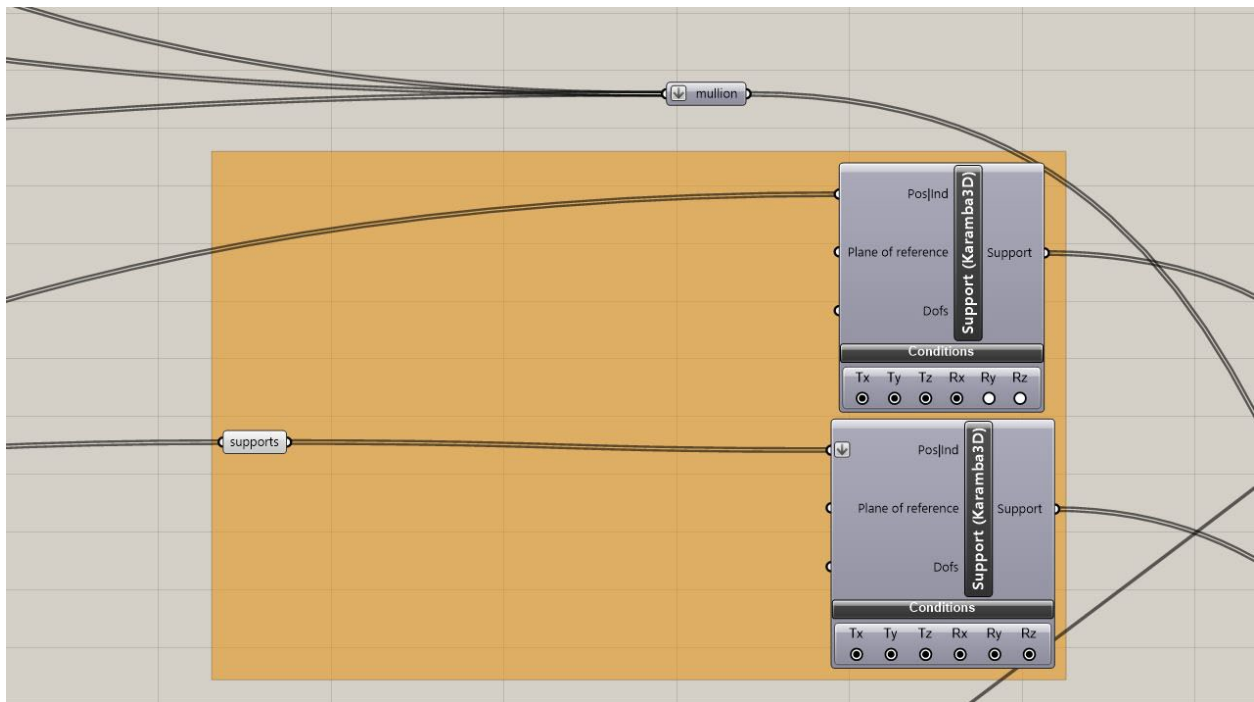 mullion
Pos|Ind
Plane of reference
Dofs
Support (Karamba3D)
Support
Conditions
Tx Ty Tz Rx Ry Rz
supports
Pos|Ind
Plane of reference
Dofs
Support (Karamba3D)
Support
Conditions
Tx Ty Tz Rx Ry Rz